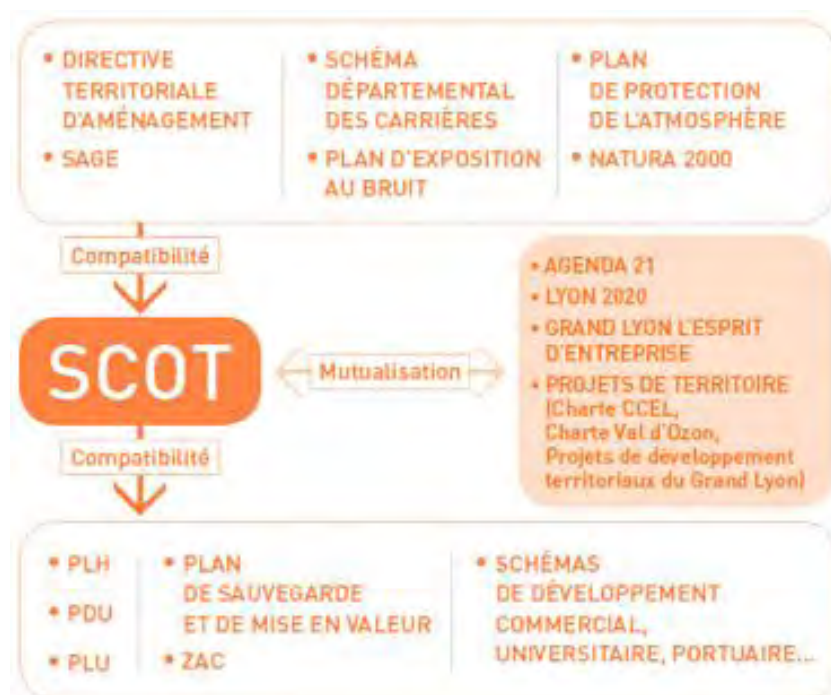 • DIRECTIVE
TERRITORIALE
D'AMÉNAGEMENT
• SAGE
• SCHÉMA
DÉPARTEMENTAL
DES CARRIÈRES
• PLAN D'EXPOSITION
AU BRUIT
• PLAN
DE PROTECTION
DE L'ATMOSPHÈRE
• NATURA 2000
Compatibilité
SCOT
Mutualisation
• AGENDA 21
• LYON 2020
• GRAND LYON L'ESPRIT
D'ENTREPRISE
• PROJETS DE TERRITOIRE
(Charte CCEL,
Charte Val d'Ozon,
Projets de développement
territoriaux du Grand Lyon)
Compatibilité
• PLH
• PDU
• PLU
• PLAN
DE SAUVEGARDE
ET DE MISE EN VALEUR
• ZAC
• SCHÉMAS
DE DÉVELOPPEMENT
COMMERCIAL,
UNIVERSITAIRE, PORTUAIRE...